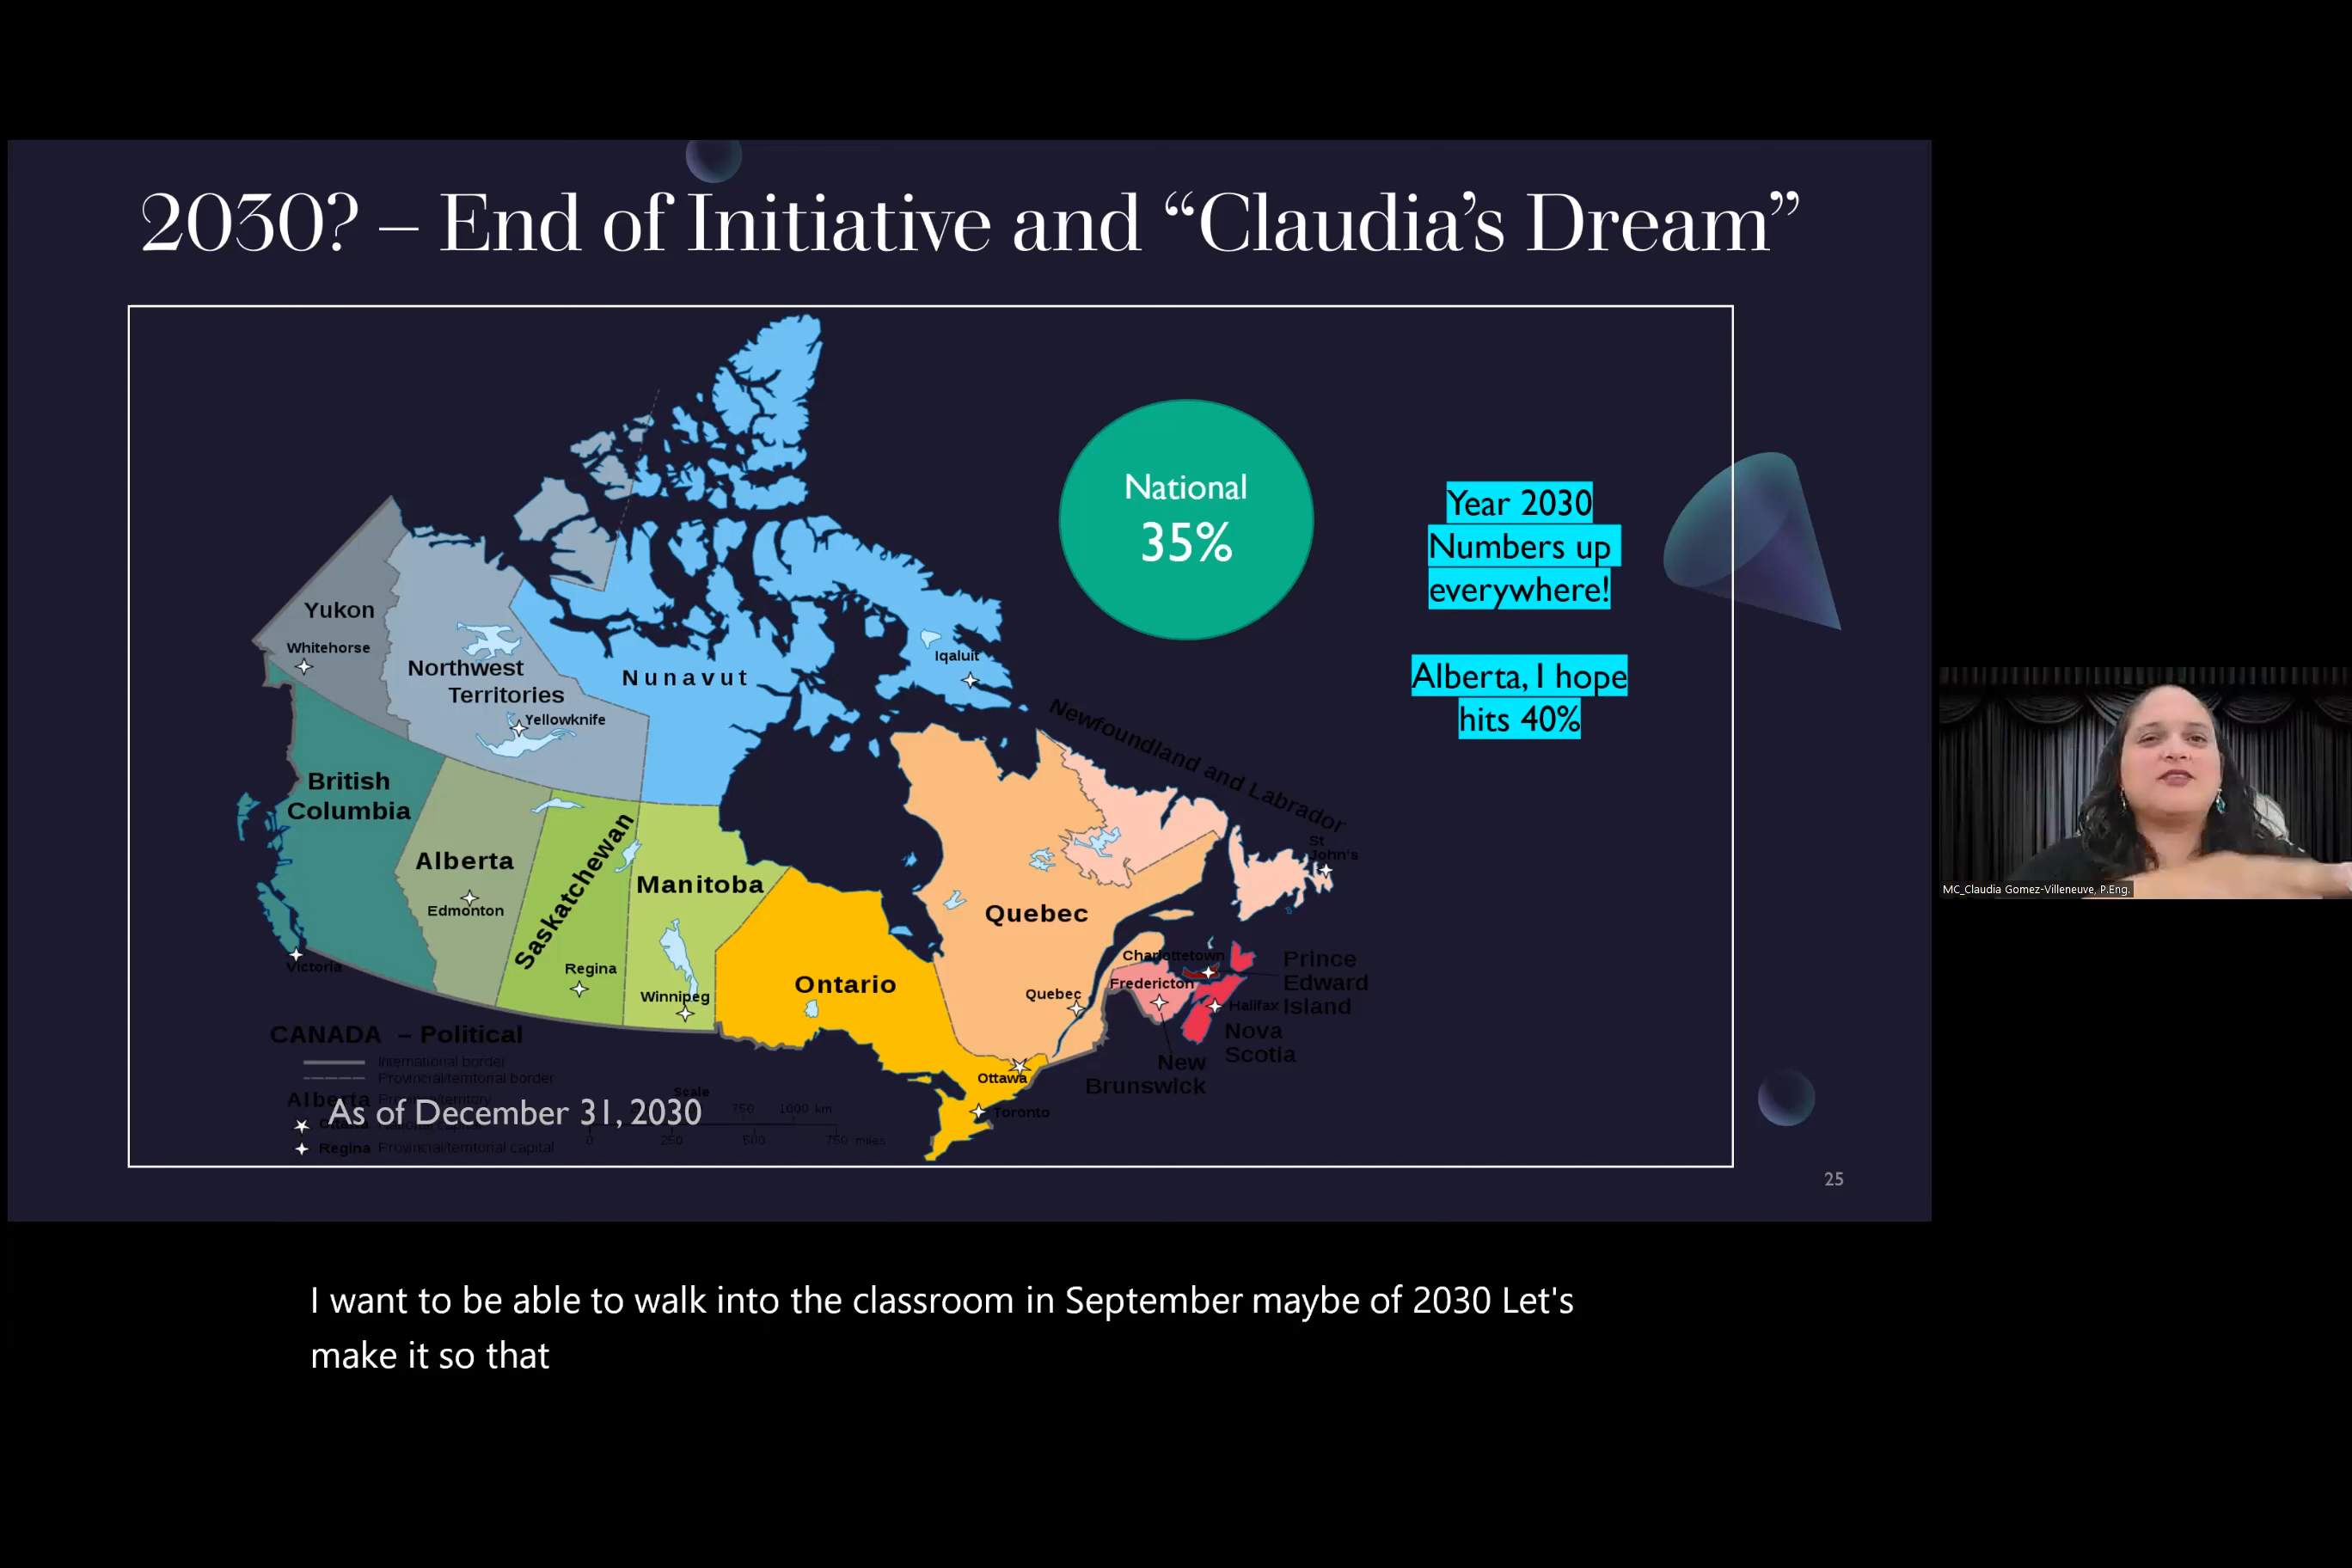 2030? – End of Initiative and “Claudia’s Dream”
National
35%
Year 2030
Numbers up
everywhere!
Alberta, I hope
hits 40%
Yukon
Whitehorse
Northwest
Territories
Yellowknife
Nunavut
Iqaluit
Newfoundland and Labrador
St
John's
British
Columbia
Victoria
Alberta
Edmonton
Saskatchewan
Regina
Manitoba
Winnipeg
Ontario
Ottawa
Toronto
Quebec
Quebec
Charlottetown
Fredericton
Halifax
Prince
Edward
Island
Nova
Scotia
New
Brunswick
CANADA – Political
International border
Provincial/territorial border
Alberta Province/territory
Regina Provincial/territorial capital
Scale
750 1000 km
0 250 500 750 miles
As of December 31, 2030
25
MC_Claudia Gomez-Villeneuve, P.Eng.
I want to be able to walk into the classroom in September maybe of 2030 Let's
make it so that